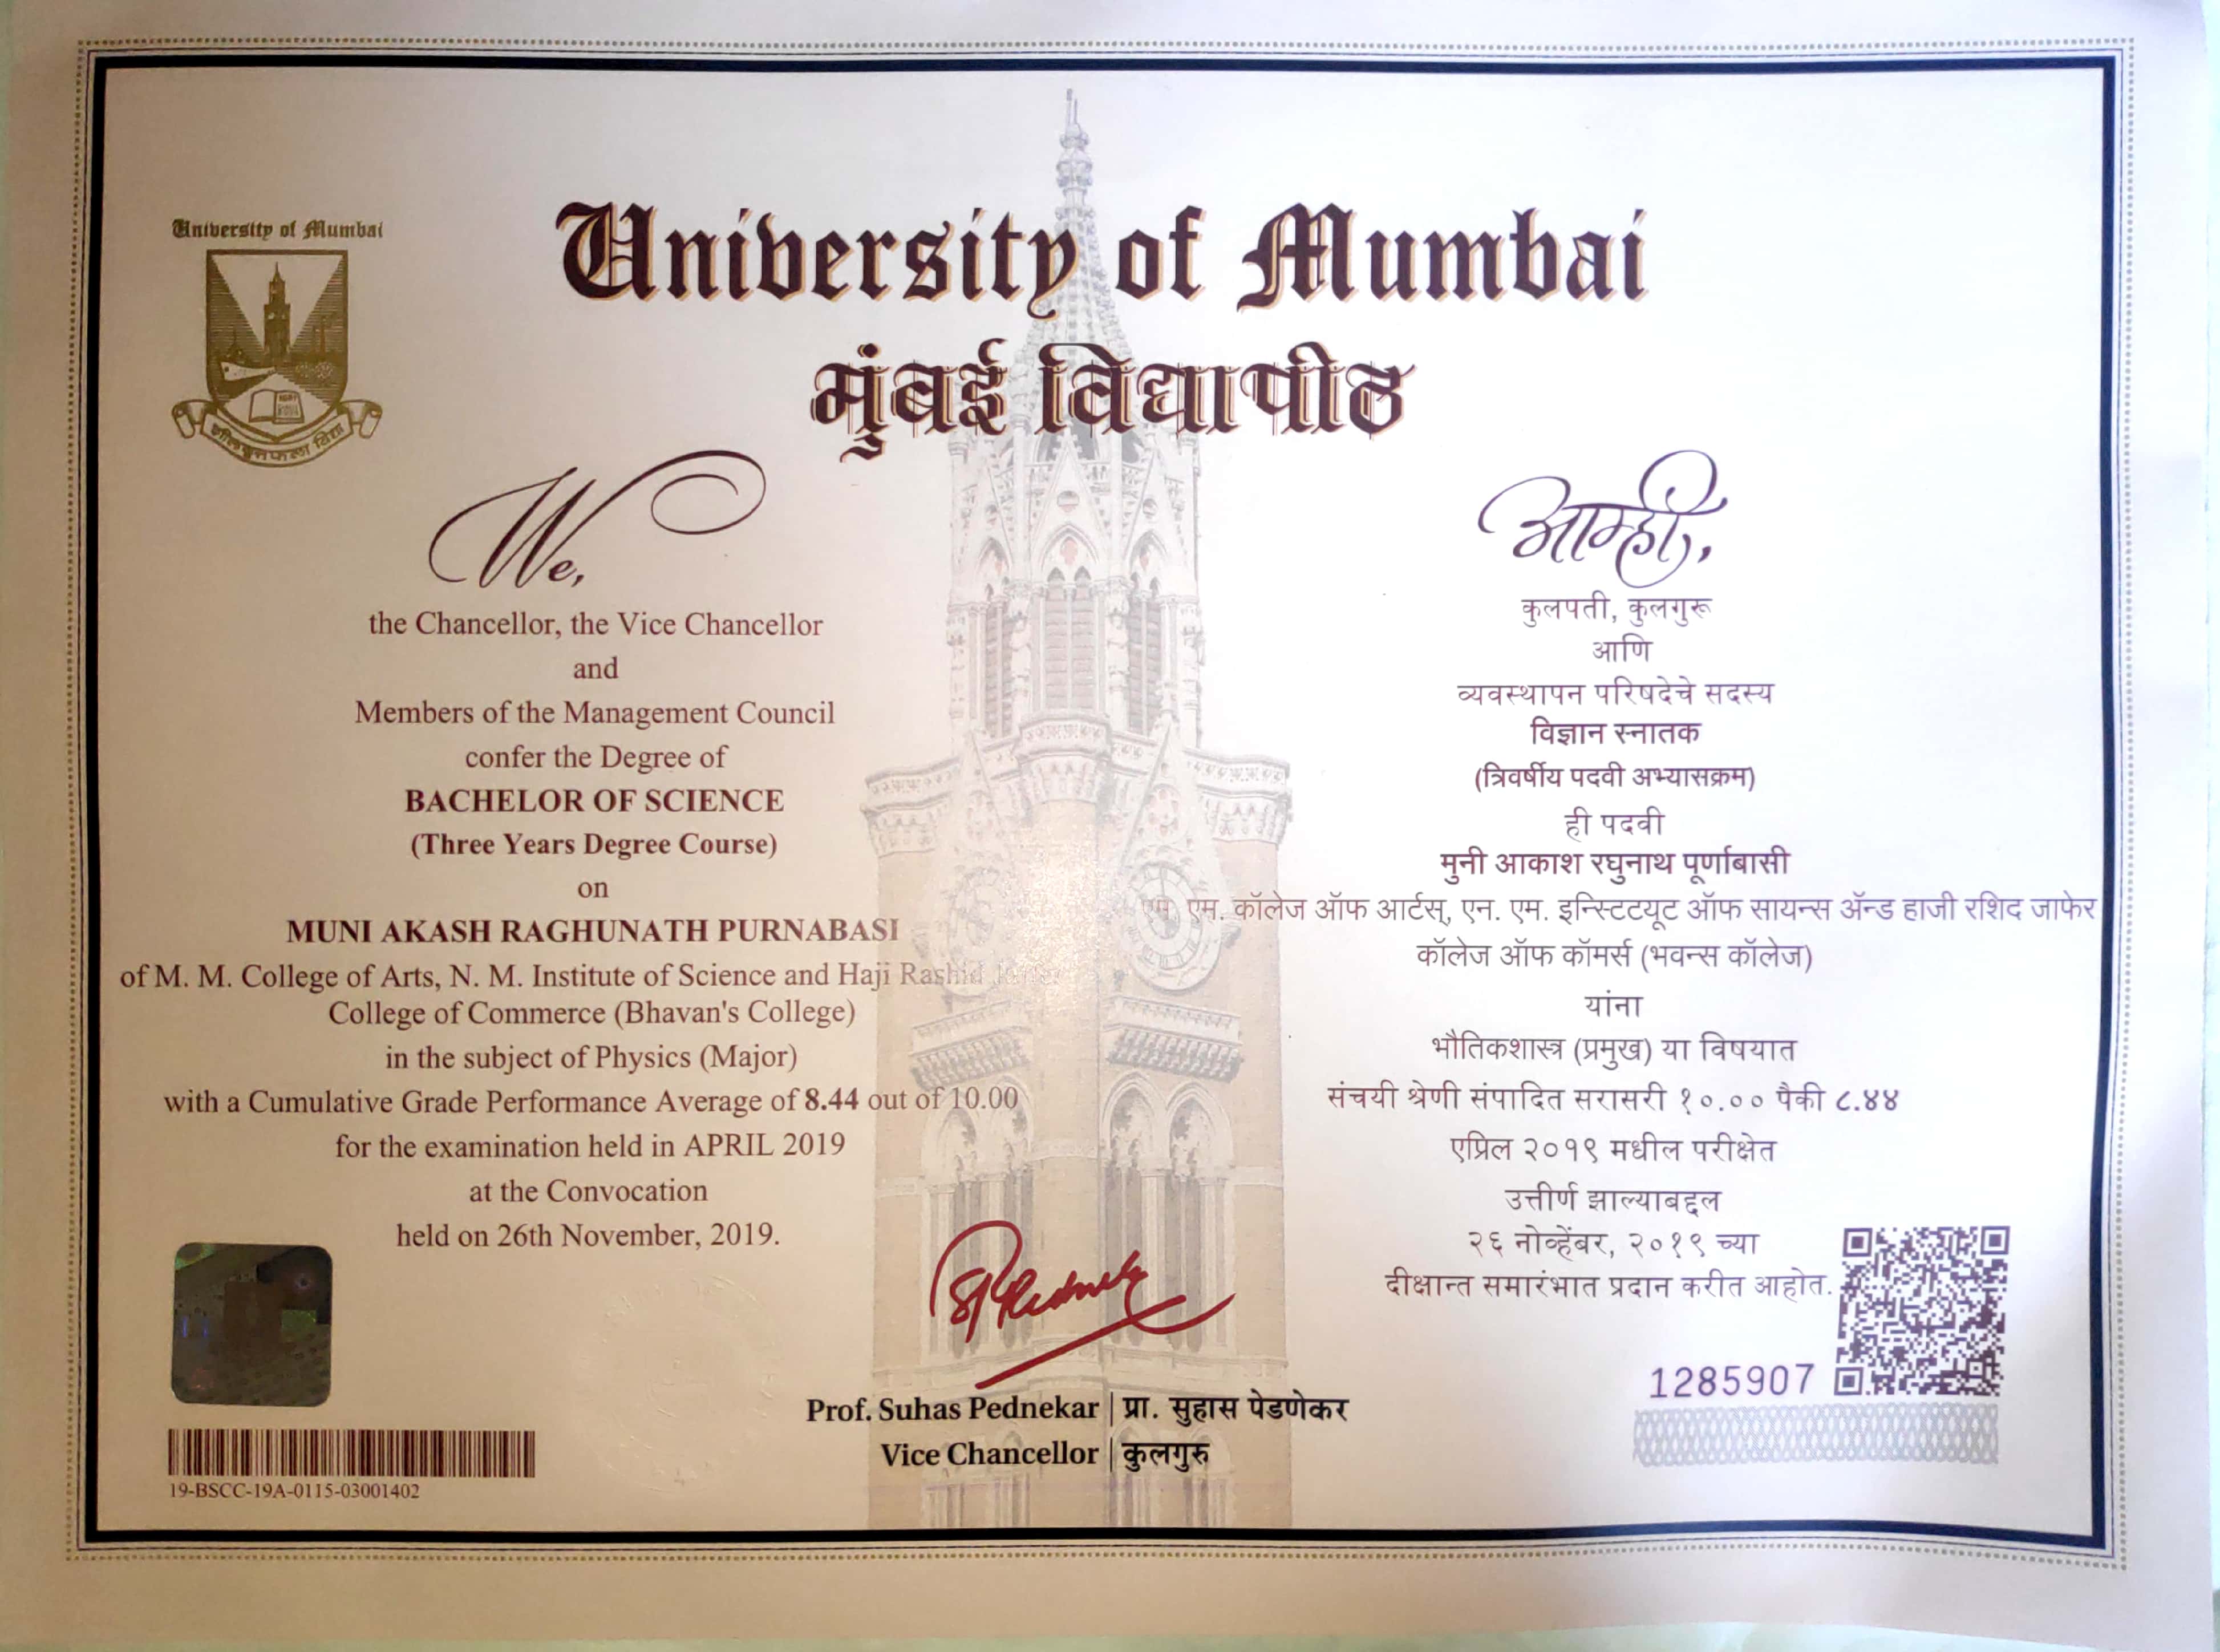 University of Mumbai
University of Mumbai
मुंबई विद्यापीठ
We,
the Chancellor, the Vice Chancellor
and
Members of the Management Council
confer the Degree of
BACHELOR OF SCIENCE
(Three Years Degree Course)
on
MUNI AKASH RAGHUNATH PURNABASI
of M. M. College of Arts, N. M. Institute of Science and Haji Rashid
College of Commerce (Bhavan's College)
in the subject of Physics (Major)
with a Cumulative Grade Performance Average of 8.44 out of 10.00
for the examination held in APRIL 2019
at the Convocation
held on 26th November, 2019.
आम्ही,
कुलपती, कुलगुरू
आणि
व्यवस्थापन परिषदेचे सदस्य
विज्ञान स्नातक
(त्रिवर्षीय पदवी अभ्यासक्रम)
ही पदवी
मुनी आकाश रघुनाथ पूर्णाबासी
एम. एम. कॉलेज ऑफ आर्टस्, एन. एम. इन्स्टिटयूट ऑफ सायन्स ॲन्ड हाजी रशिद जाफेर
कॉलेज ऑफ कॉमर्स (भवन्स कॉलेज)
यांना
भौतिकशास्त्र (प्रमुख) या विषयात
संचयी श्रेणी संपादित सरासरी १०.०० पैकी ८.४४
एप्रिल २०१९ मधील परीक्षेत
उत्तीर्ण झाल्याबद्दल
२६ नोव्हेंबर, २०१९ च्या
दीक्षान्त समारंभात प्रदान करीत आहोत.
1285907
Prof. Suhas Pednekar | प्रा. सुहास पेडणेकर
Vice Chancellor | कुलगुरु
19-BSCC-19A-0115-03001402